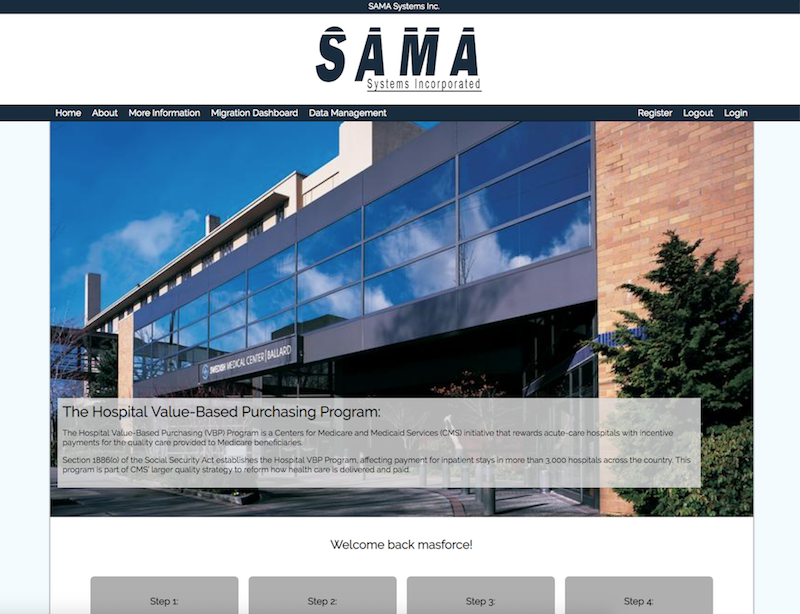 SAMA Systems Inc.
SAMA
Systems Incorporated
Home About More Information Migration Dashboard Data Management Register Logout Login
SWEDISH MEDICAL CENTER | BALLARD
The Hospital Value-Based Purchasing Program:
The Hospital Value-Based Purchasing (VBP) Program is a Centers for Medicare and Medicaid Services (CMS) initiative that rewards acute-care hospitals with incentive
payments for the quality care provided to Medicare beneficiaries.
Section 1886(o) of the Social Security Act establishes the Hospital VBP Program, affecting payment for inpatient stays in more than 3,000 hospitals across the country. This
program is part of CMS' larger quality strategy to reform how health care is delivered and paid.
Welcome back masforce!
Step 1: Step 2: Step 3: Step 4: